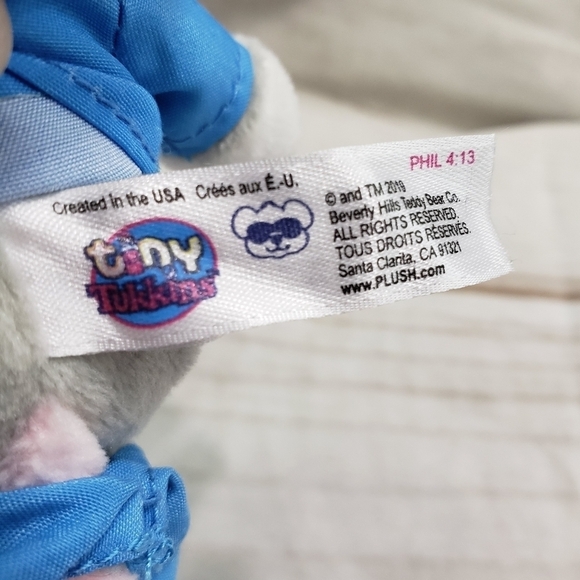 Created in the USA Créés aux É.-U.
tiny
Tukkins
PHIL 4:13
© and TM 2019
Beverly Hills Teddy Bear Co.
ALL RIGHTS RESERVED.
TOUS DROITS RÉSERVÉS.
Santa Clarita, CA 91321
www.PLUSH.com